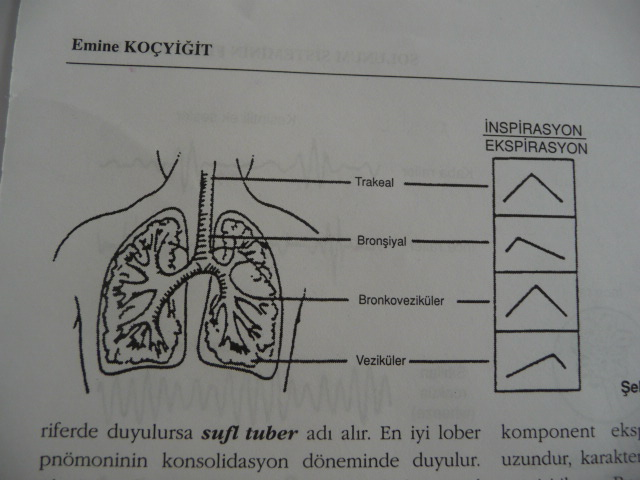 Emine KOÇYİĞİT
İNSPİRASYON
EKSPİRASYON
Trakeal
Bronşiyal
Bronkoveziküler
Veziküler
Şel
riferde duyulursa sufl tuber adı alır. En iyi lober
pnömoninin konsolidasyon döneminde duyulur.
komponent eksp
uzundur, karakter